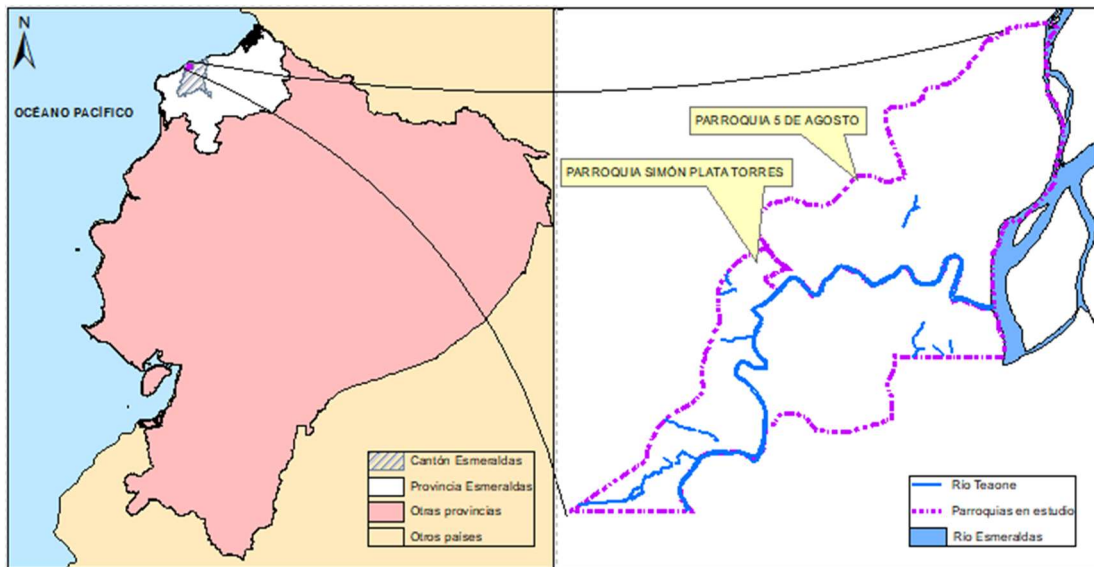 N
OCÉANO PACÍFICO
Cantón Esmeraldas
Provincia Esmeraldas
Otras provincias
Otros países
PARROQUIA 5 DE AGOSTO
PARROQUIA SIMÓN PLATA TORRES
Río Teaone
Parroquias en estudio
Río Esmeraldas